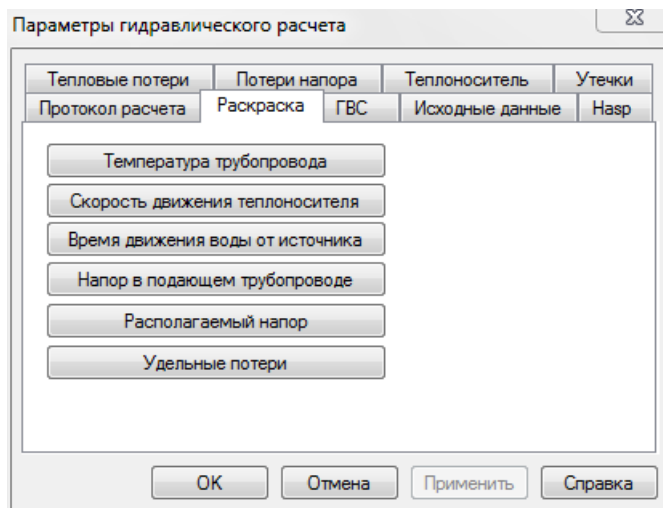 Параметры гидравлического расчета
Тепловые потери Потери напора Теплоноситель Утечки
Протокол расчета Раскраска ГВС Исходные данные Hasp
Температура трубопровода
Скорость движения теплоносителя
Время движения воды от источника
Напор в подающем трубопроводе
Располагаемый напор
Удельные потери
ОК Отмена Применить Справка